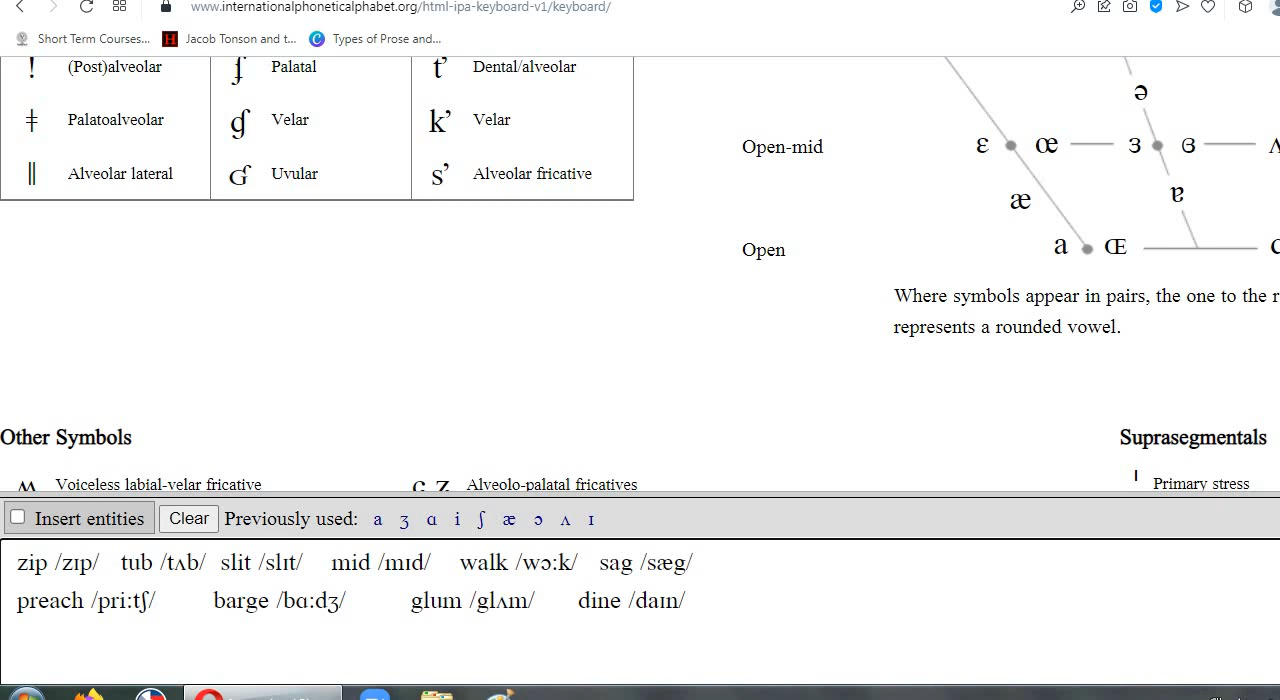 www.internationalphoneticalphabet.org/html-ipa-keyboard-v1/keyboard/
Short Term Courses... Jacob Tonson and t... Types of Prose and...
ǃ (Post)alveolar ʄ Palatal tʼ Dental/alveolar
ǂ Palatoalveolar ɠ Velar kʼ Velar
ǁ Alveolar lateral ʛ Uvular sʼ Alveolar fricative
ə
Open-mid ɛ œ ɜ ɞ ʌ
æ ɐ
Open a ɶ
Where symbols appear in pairs, the one to the r
represents a rounded vowel.
Other Symbols Suprasegmentals
ʍ Voiceless labial-velar fricative ɕ ʑ Alveolo-palatal fricatives ˈ Primary stress
Insert entities Clear Previously used: a ʒ ɑ i ʃ æ ɔ ʌ ɪ
zip /zɪp/ tub /tʌb/ slit /slɪt/ mid /mɪd/ walk /wɔ:k/ sag /sæg/
preach /pri:tʃ/ barge /bɑ:dʒ/ glum /glʌm/ dine /daɪn/